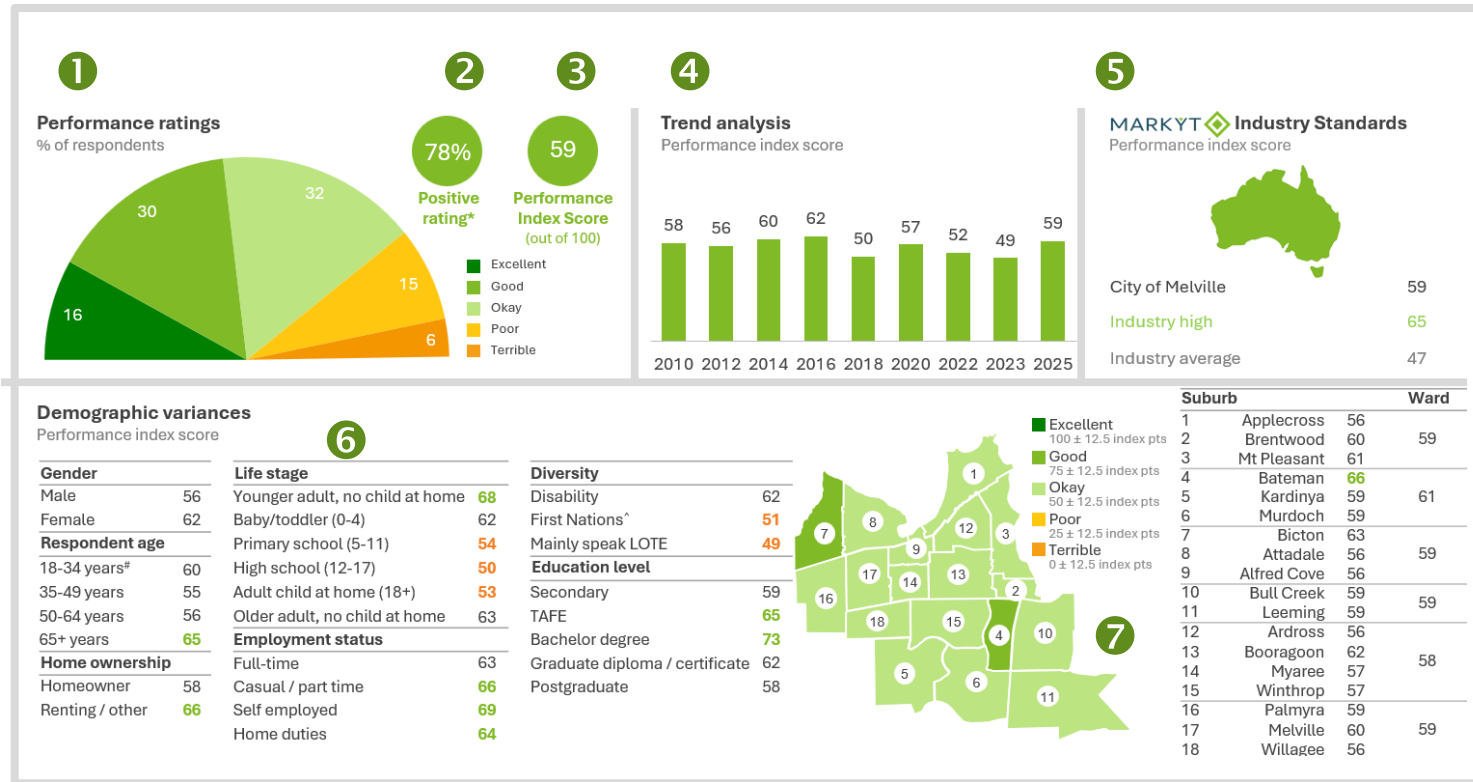 1
2
3
4
5
Performance ratings
% of respondents
16
30
32
15
6
78%
Positive
rating*
59
Performance
Index Score
(out of 100)
Excellent
Good
Okay
Poor
Terrible
Trend analysis
Performance index score
58 56 60 62 50 57 52 49 59
2010 2012 2014 2016 2018 2020 2022 2023 2025
MARKYT Industry Standards
Performance index score
City of Melville 59
Industry high 65
Industry average 47
Demographic variances
Performance index score
6
Gender
Male 56
Female 62
Respondent age
18-34 years# 60
35-49 years 55
50-64 years 56
65+ years 65
Home ownership
Homeowner 58
Renting / other 66
Life stage
Younger adult, no child at home 68
Baby/toddler (0-4) 62
Primary school (5-11) 54
High school (12-17) 50
Adult child at home (18+) 53
Older adult, no child at home 63
Employment status
Full-time 63
Casual / part time 66
Self employed 69
Home duties 64
Diversity
Disability 62
First Nations^ 51
Mainly speak LOTE 49
Education level
Secondary 59
TAFE 65
Bachelor degree 73
Graduate diploma / certificate 62
Postgraduate 58
Excellent
100 ± 12.5 index pts
Good
75 ± 12.5 index pts
Okay
50 ± 12.5 index pts
Poor
25 ± 12.5 index pts
Terrible
0 ± 12.5 index pts
1
7
8
12
3
9
17
14
13
2
16
18
15
4
10
5
6
11
7
Suburb Ward
1 Applecross 56
2 Brentwood 60 59
3 Mt Pleasant 61
4 Bateman 66
5 Kardinya 59 61
6 Murdoch 59
7 Bicton 63
8 Attadale 56 59
9 Alfred Cove 56
10 Bull Creek 59
59
11 Leeming 59
12 Ardross 56
13 Booragoon 62
58
14 Myaree 57
15 Winthrop 57
16 Palmyra 59
17 Melville 60 59
18 Willagee 56